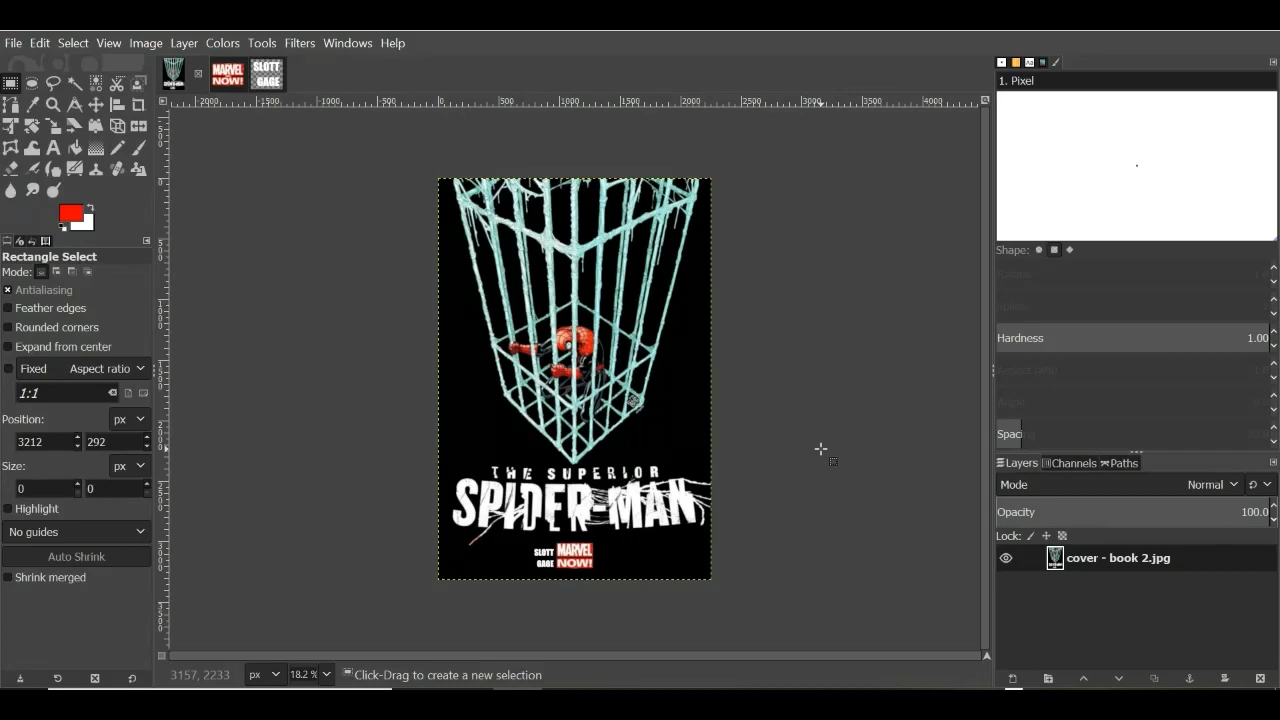 File Edit Select View Image Layer Colors Tools Filters Windows Help
MARVEL NOW!
SLOTT
GAGE
1. Pixel
2000 1500 1000 500 0 500 1000 1500 2000 2500 3000 3500 4000
Rectangle Select
Mode:
Antialiasing
Feather edges
Rounded corners
Expand from center
Fixed Aspect ratio
1:1
Position: px
3212 292
Size: px
0 0
Highlight
No guides
Auto Shrink
Shrink merged
THE SUPERIOR
SPIDER-MAN
SLOTT MARVEL
GAGE NOW!
3157, 2233 px 18.2 % Click-Drag to create a new selection
Shape:
Hardness 1.00
Spacing
Layers Channels Paths
Mode Normal
Opacity 100.0
Lock:
cover - book 2.jpg